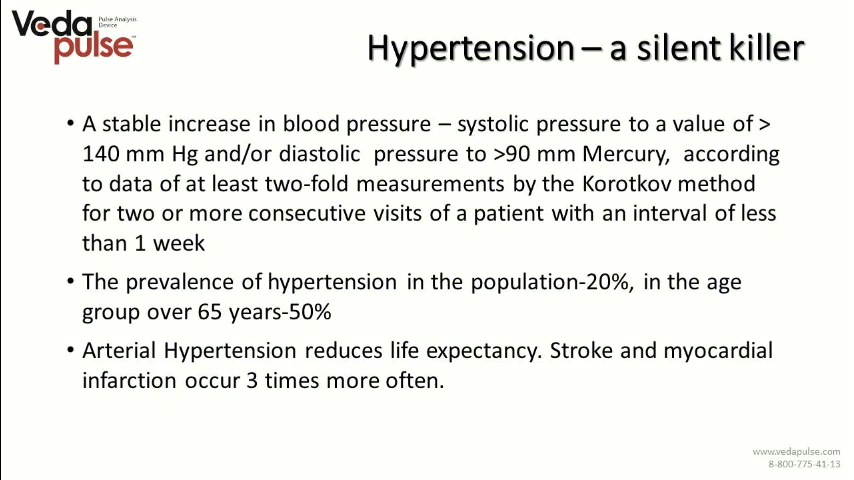 Veda pulse™ Pulse Analysis Device
Hypertension – a silent killer
• A stable increase in blood pressure – systolic pressure to a value of >
140 mm Hg and/or diastolic pressure to >90 mm Mercury, according
to data of at least two-fold measurements by the Korotkov method
for two or more consecutive visits of a patient with an interval of less
than 1 week
• The prevalence of hypertension in the population-20%, in the age
group over 65 years-50%
• Arterial Hypertension reduces life expectancy. Stroke and myocardial
infarction occur 3 times more often.
www.vedapulse.com
8-800-775-41-13